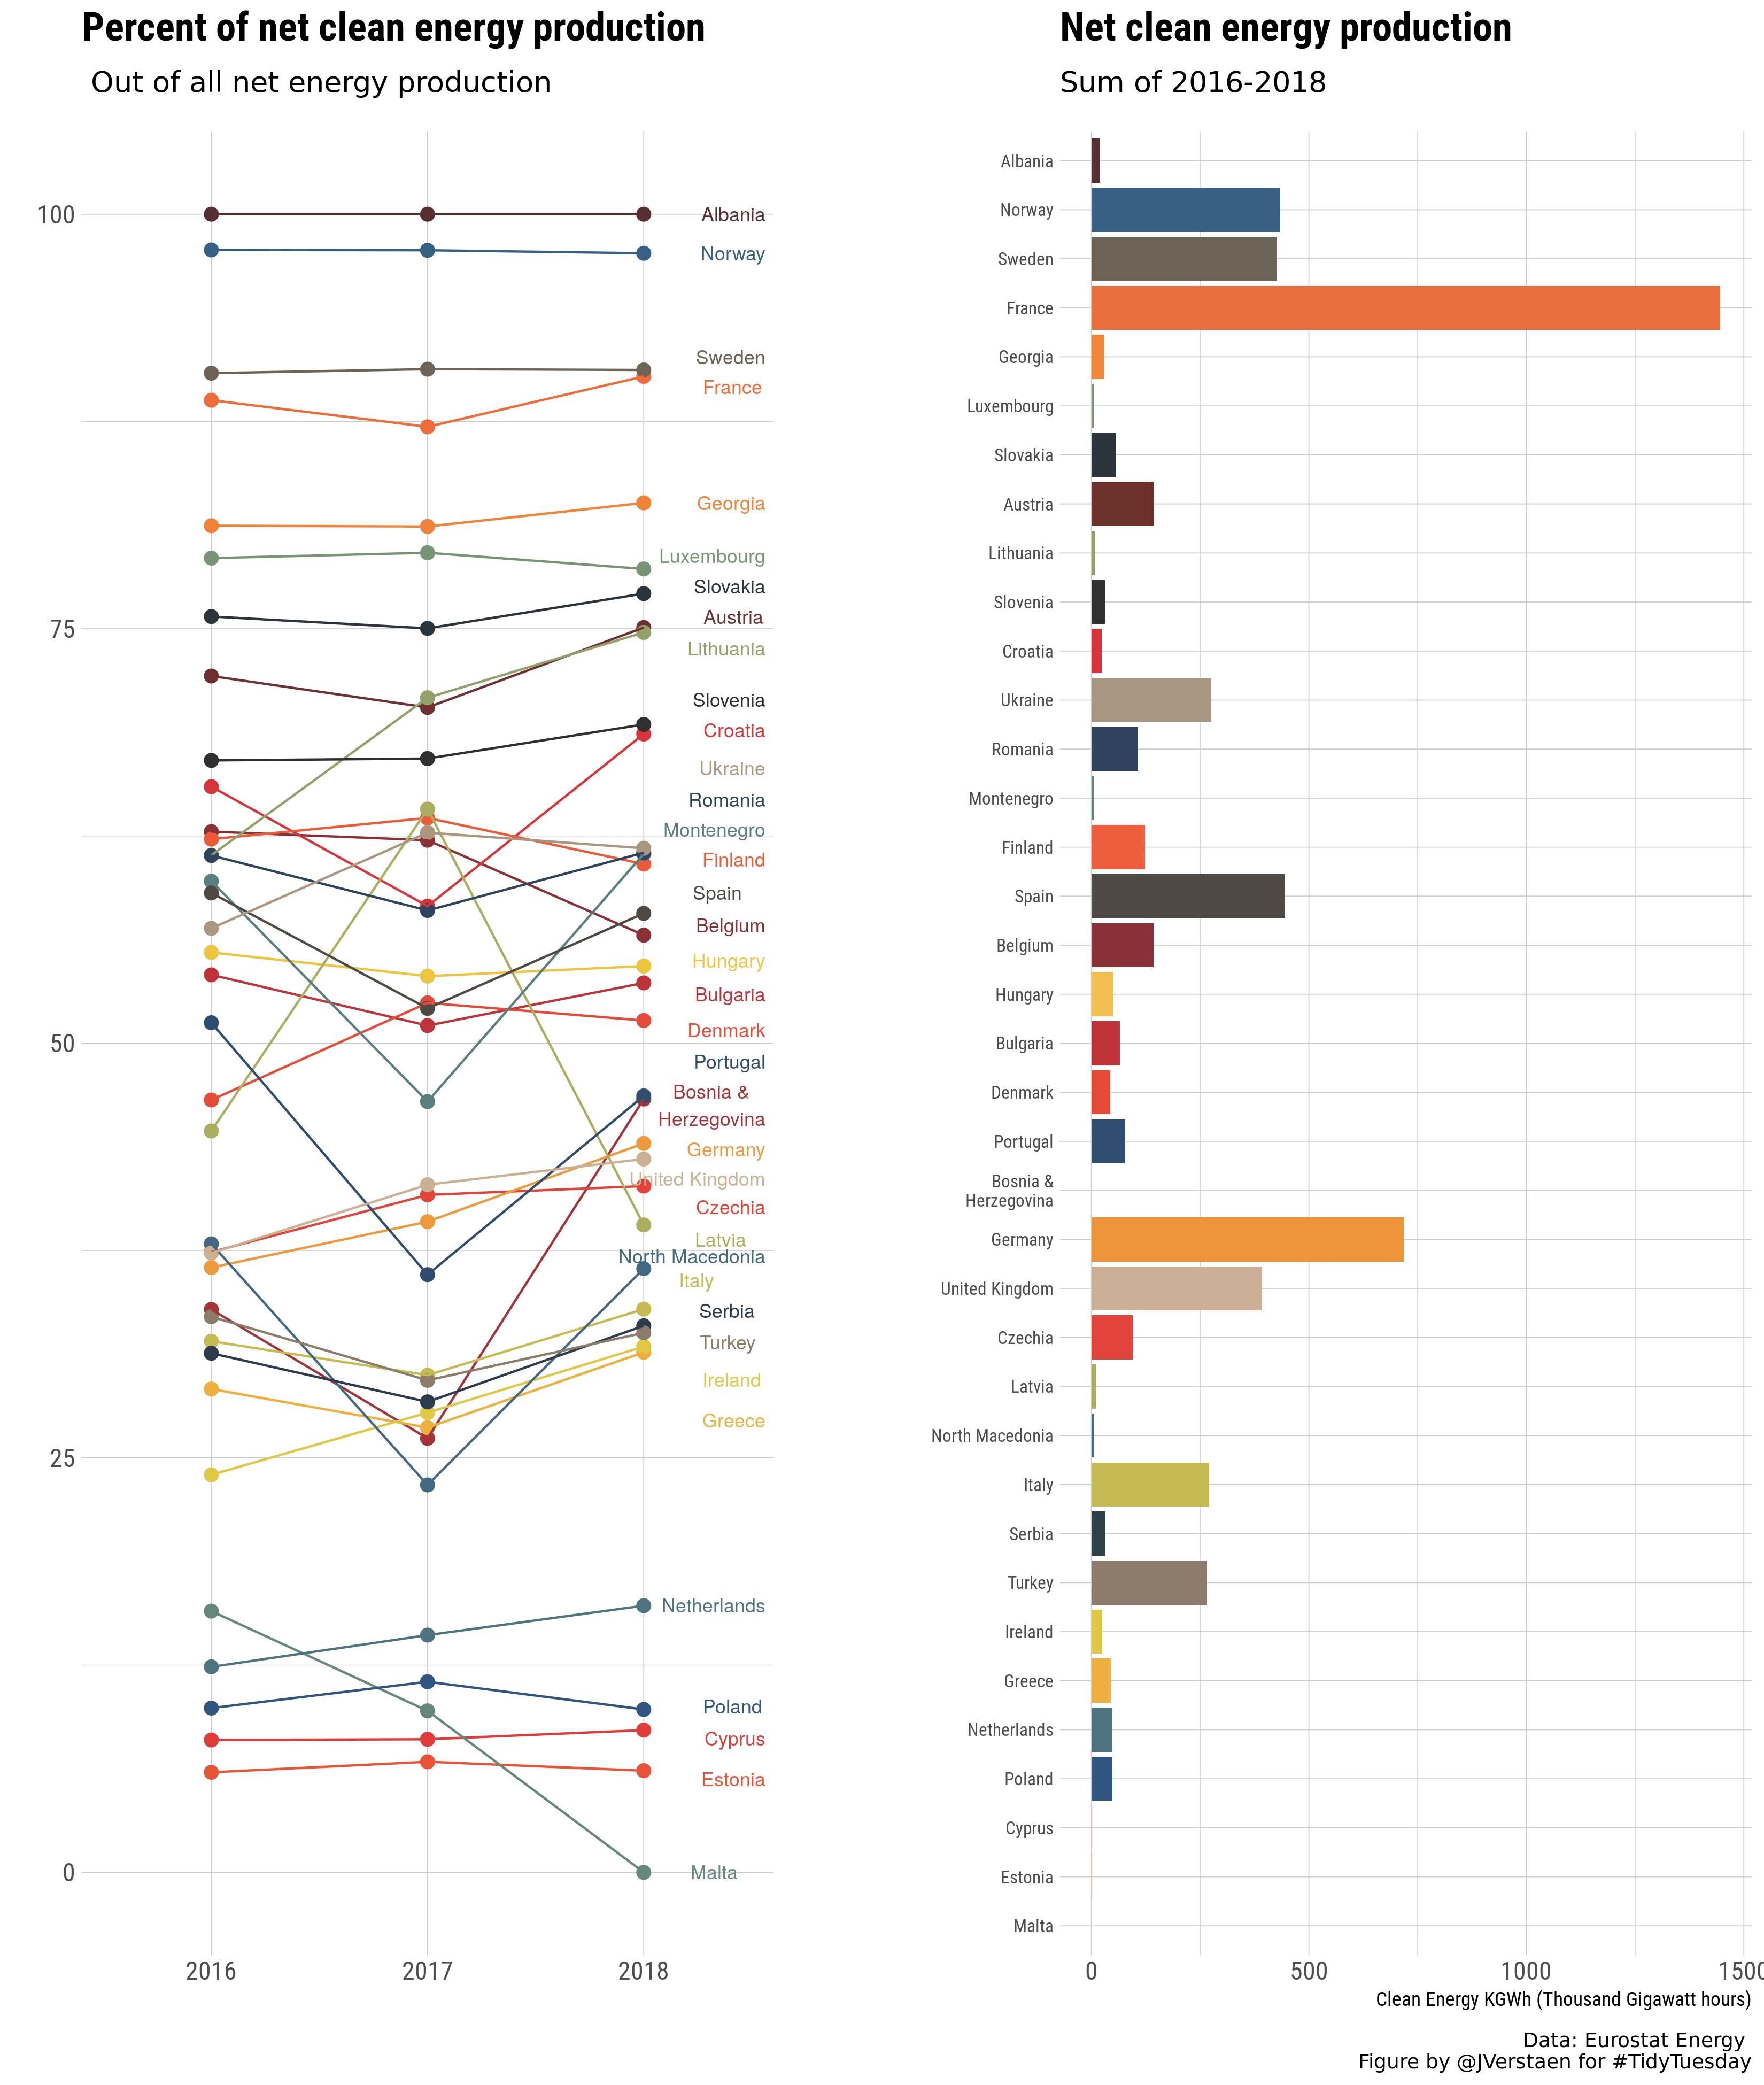 Percent of net clean energy production
Out of all net energy production
100
75
50
25
0
Albania
Norway
Sweden
France
Georgia
Luxembourg
Slovakia
Austria
Lithuania
Slovenia
Croatia
Ukraine
Romania
Montenegro
Finland
Spain
Belgium
Hungary
Bulgaria
Denmark
Portugal
Bosnia &
Herzegovina
Germany
United Kingdom
Czechia
Latvia
North Macedonia
Italy
Serbia
Turkey
Ireland
Greece
Netherlands
Poland
Cyprus
Estonia
Malta
2016 2017 2018
Net clean energy production
Sum of 2016-2018
Albania
Norway
Sweden
France
Georgia
Luxembourg
Slovakia
Austria
Lithuania
Slovenia
Croatia
Ukraine
Romania
Montenegro
Finland
Spain
Belgium
Hungary
Bulgaria
Denmark
Portugal
Bosnia &
Herzegovina
Germany
United Kingdom
Czechia
Latvia
North Macedonia
Italy
Serbia
Turkey
Ireland
Greece
Netherlands
Poland
Cyprus
Estonia
Malta
0 500 1000 1500
Clean Energy KGWh (Thousand Gigawatt hours)
Data: Eurostat Energy
Figure by @JVerstaen for #TidyTuesday